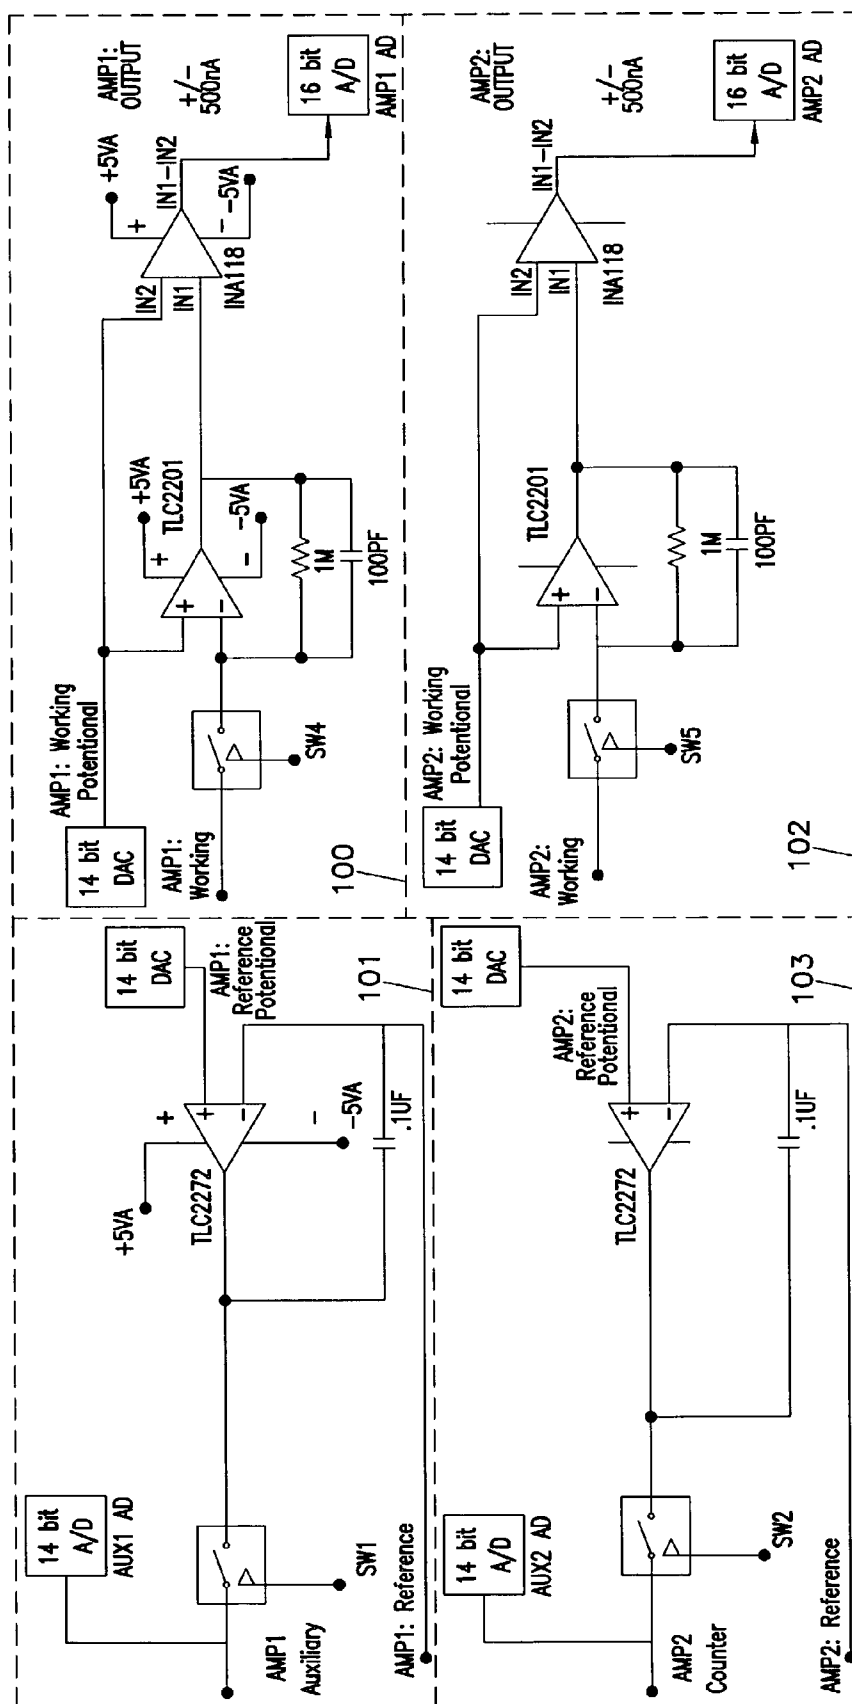 14 bit
A/D
AUX1 AD
AMP1
Auxiliary
SW1
AMP1: Reference
+5VA
+
TLC2272
+
−
−
−5VA
.1UF
14 bit
DAC
AMP1:
Reference
Potentional
101
14 bit
DAC
AMP1: Working
Potentional
AMP1:
Working
SW4
100
+
−
+
+5VA
TLC2201
−
−5VA
1M
100PF
IN2
IN1
INA118
+
+5VA
−
−5VA
IN1−IN2
AMP1:
OUTPUT
+/−
500nA
16 bit
A/D
AMP1 AD
14 bit
A/D
AUX2 AD
AMP2
Counter
SW2
AMP2: Reference
TLC2272
+
−
.1UF
14 bit
DAC
AMP2:
Reference
Potentional
103
14 bit
DAC
AMP2: Working
Potentional
AMP2:
Working
SW5
102
+
−
TLC2201
1M
100PF
IN2
IN1
INA118
IN1−IN2
AMP2:
OUTPUT
+/−
500nA
16 bit
A/D
AMP2 AD